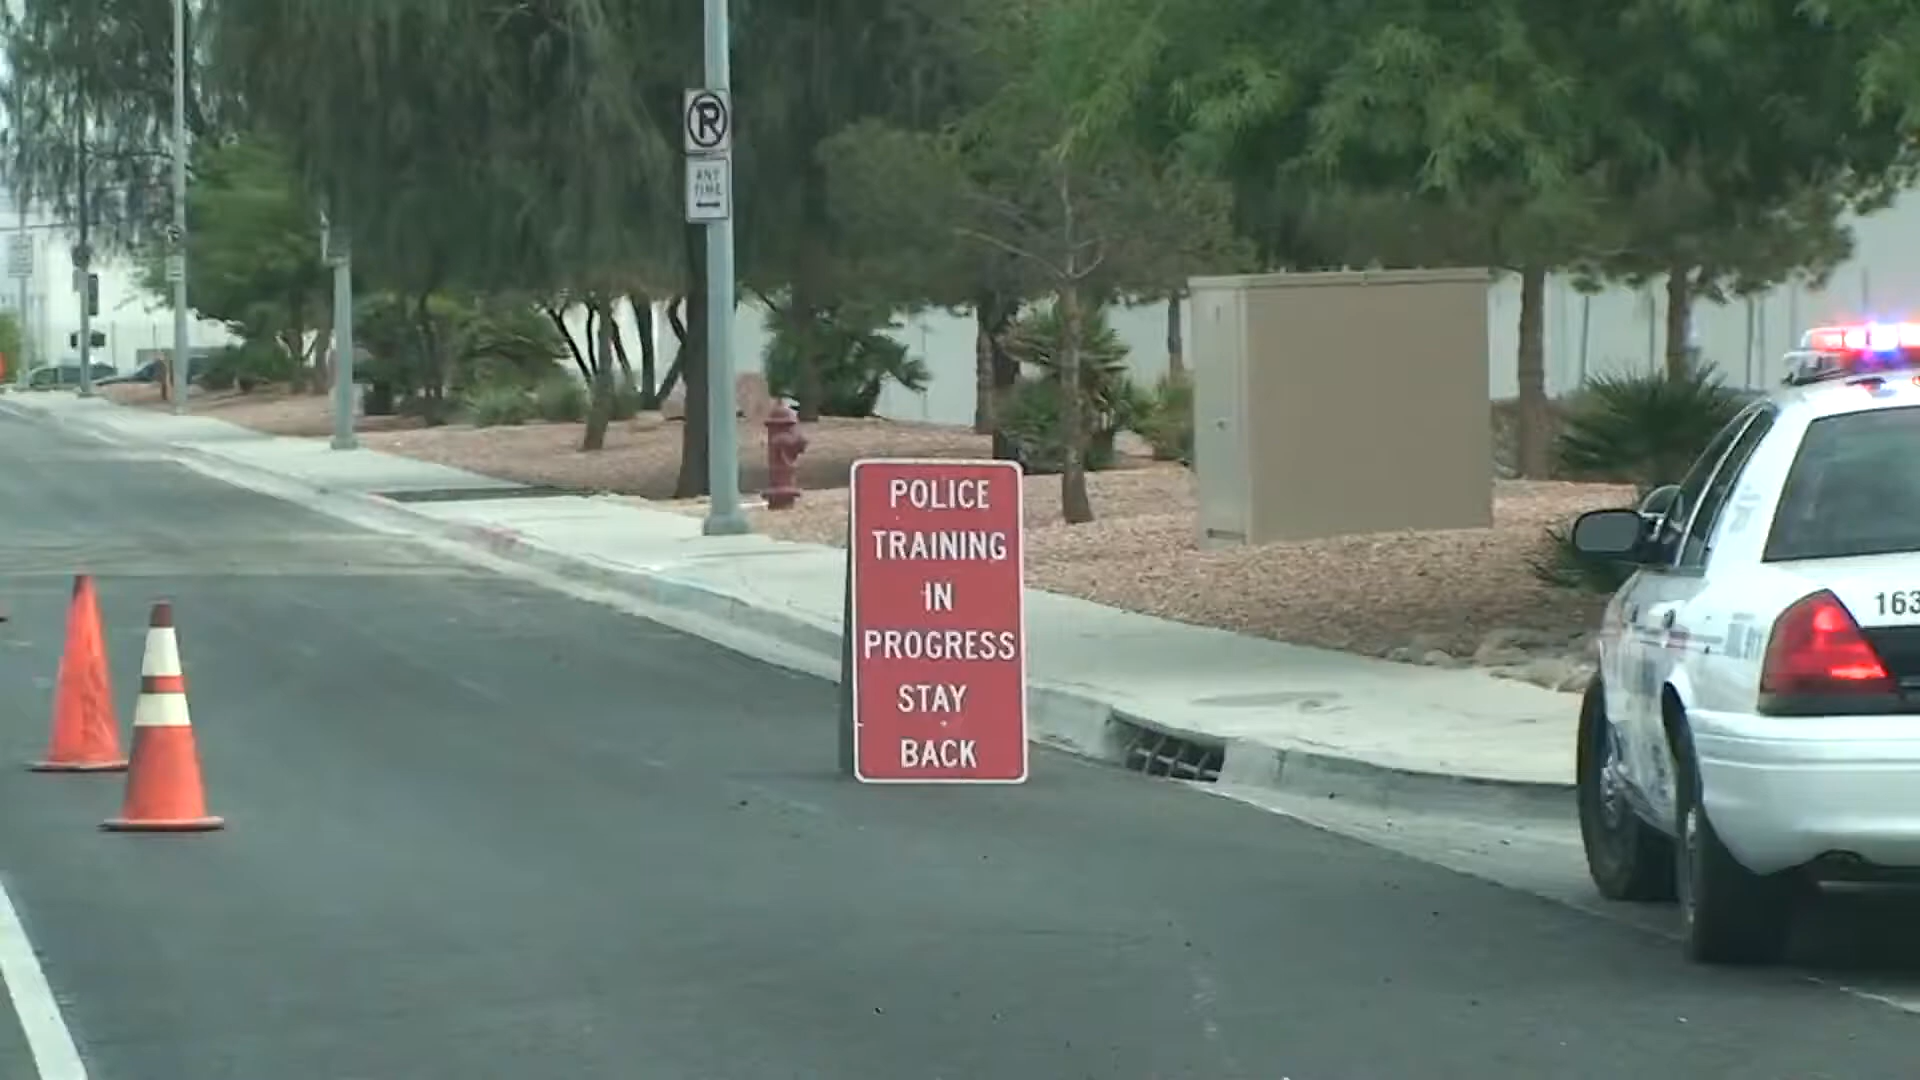 P
ANY
TIME
POLICE
TRAINING
IN
PROGRESS
STAY
BACK
163